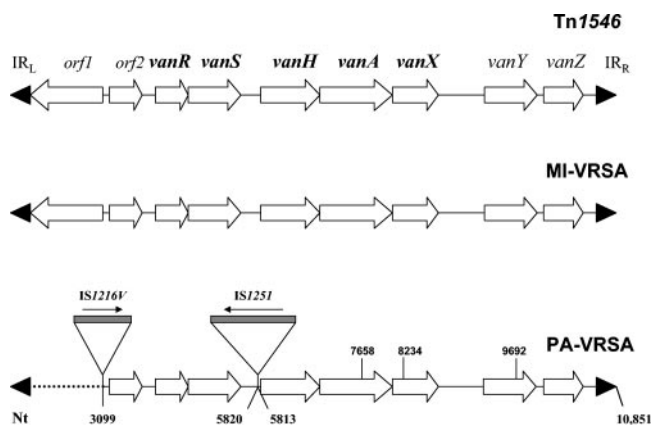 Tn1546
IRL orf1 orf2 vanR vanS vanH vanA vanX vanY vanZ IRR
MI-VRSA
IS1216V IS1251
PA-VRSA
7658 8234 9692
Nt 3099 5820 5813 10,851